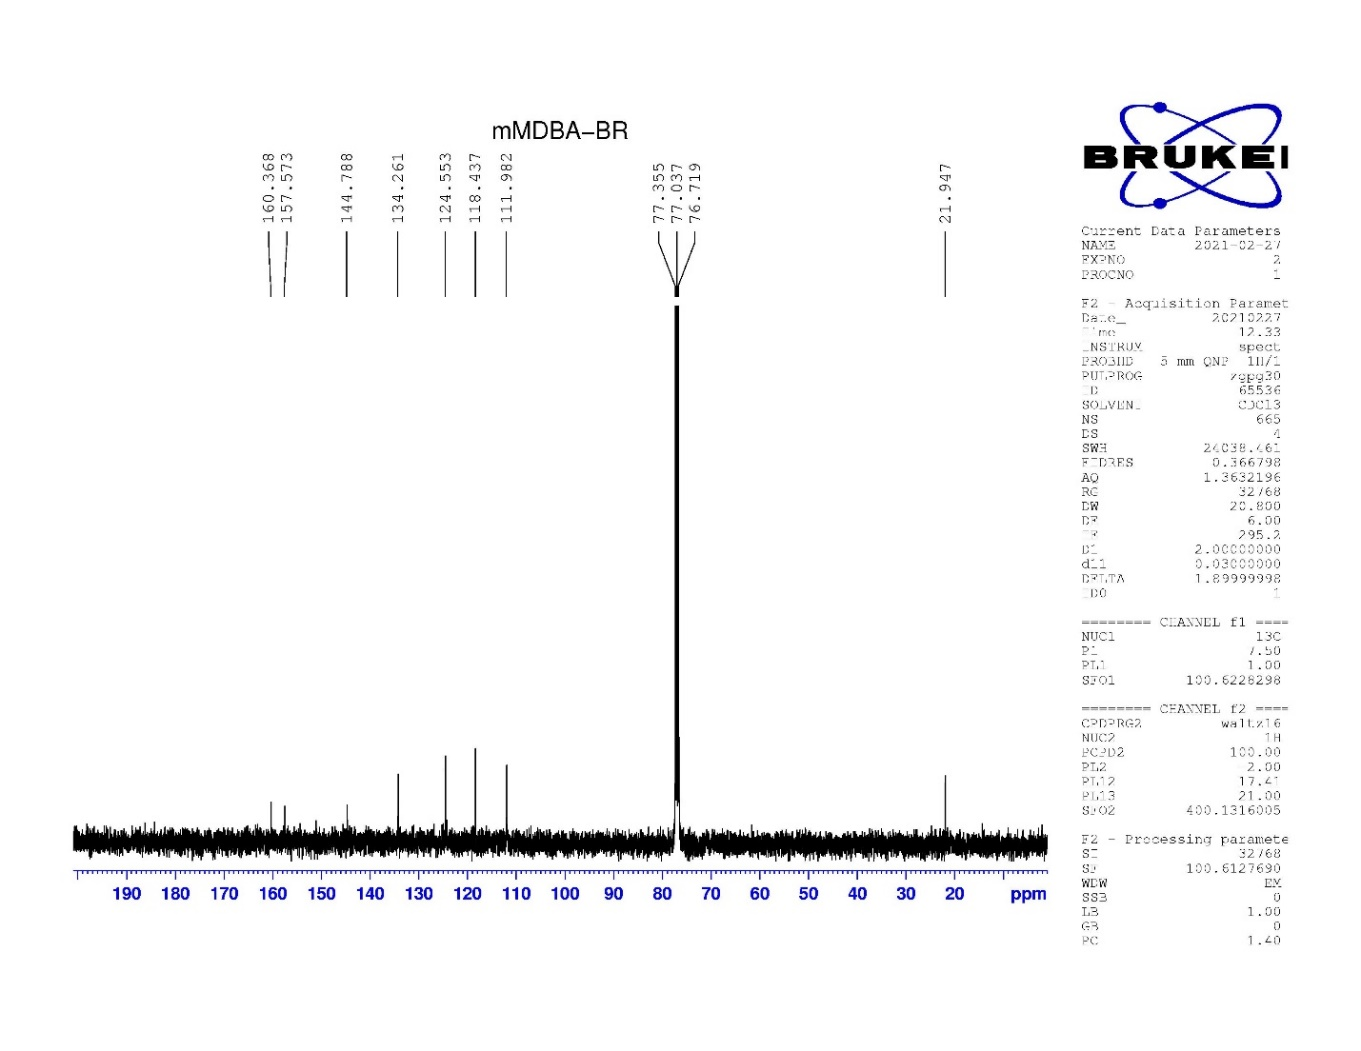 mMDBA-BR
160.368
157.573
144.788
134.261
124.553
118.437
111.982
77.355
77.037
76.719
21.947
190 180 170 160 150 140 130 120 110 100 90 80 70 60 50 40 30 20 ppm
BRUKE
Current Data Parameters
NAME 2021-02-27
EXPNO 2
PROCNO 1
F2 - Acquisition Paramet
Date_ 20210227
12.33
spect
PROBHD 5 mm QNP 1H/1
PULPROG zgpg30
65536
SOLVENT CDCl3
NS 665
DS 4
SWH 24038.461
FIDRES 0.366798
AQ 1.3632196
RG 32768
DW 20.800
DE 6.00
TE 295.2
D1 2.00000000
d11 0.03000000
DELTA 1.89999998
TD0 1
======== CHANNEL f1 ====
NUC1 13C
P1 7.50
PL1 1.00
SFO1 100.6228298
======== CHANNEL f2 ====
CPDPRG2 waltz16
NUC2 1H
PCPD2 100.00
PL2 -2.00
PL12 17.41
PL13 21.00
SFO2 400.1316005
F2 - Processing paramete
SI 32768
SF 100.6127690
WDW EM
SSB 0
LB 1.00
GB 0
PC 1.40